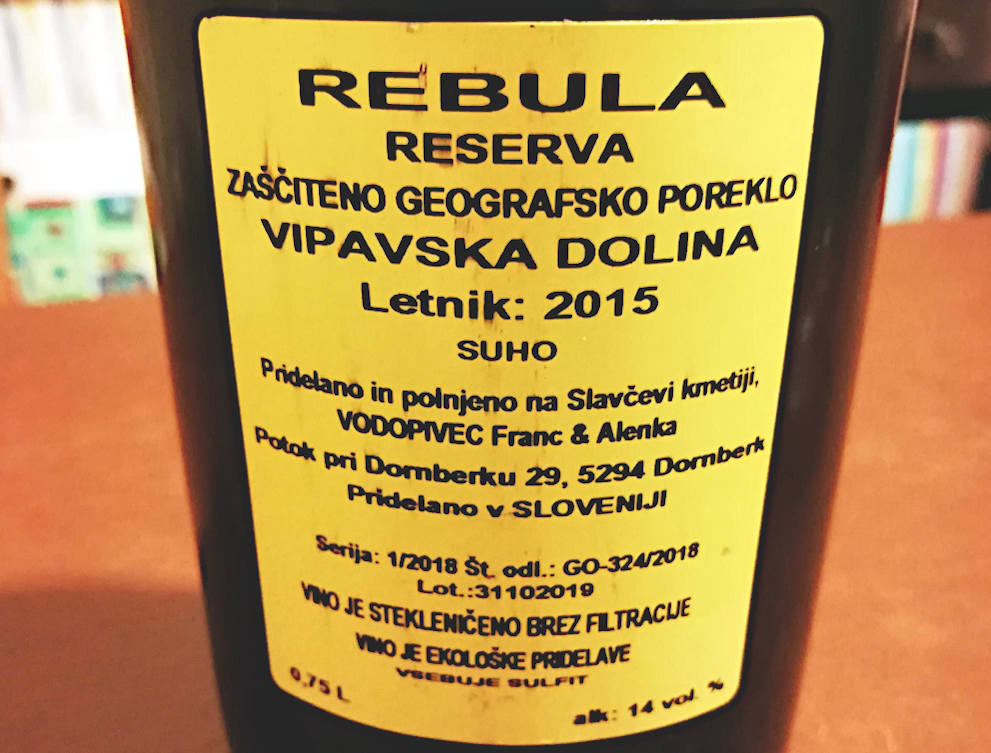 REBULA
RESERVA
ZAŠČITENO GEOGRAFSKO POREKLO
VIPAVSKA DOLINA
Letnik: 2015
SUHO
Pridelano in polnjeno na Slavčevi kmetiji,
VODOPIVEC Franc & Alenka
Potok pri Dornberku 29, 5294 Dornberk
Pridelano v SLOVENIJI
Serija: 1/2018 Št. odl.: GO-324/2018
Lot.:31102019
VINO JE STEKLENIČENO BREZ FILTRACIJE
VINO JE EKOLOŠKE PRIDELAVE
VSEBUJE SULFIT
0,75 L
alk: 14 vol. %